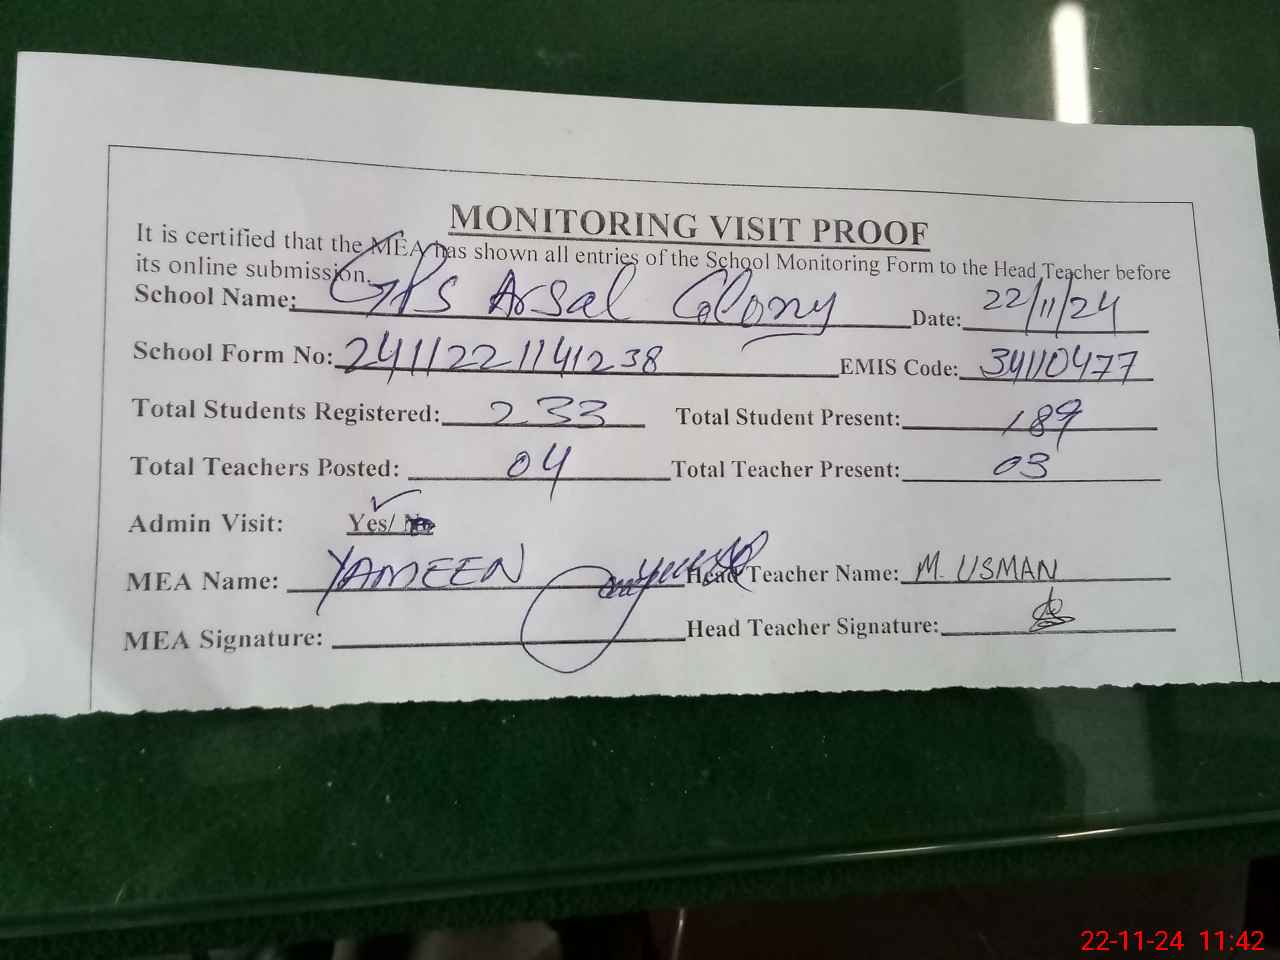 MONITORING VISIT PROOF
It is certified that the MEA has shown all entries of the School Monitoring Form to the Head Teacher before
its online submission.
School Name: GPS Arsal Colony Date: 22/11/24
School Form No: 2411221141238 EMIS Code: 34110477
Total Students Registered: 233 Total Student Present: 189
Total Teachers Posted: 04 Total Teacher Present: 03
Admin Visit: Yes/ No
MEA Name: YAMEEN Head Teacher Name: M. USMAN
MEA Signature: Head Teacher Signature:
22-11-24 11:42